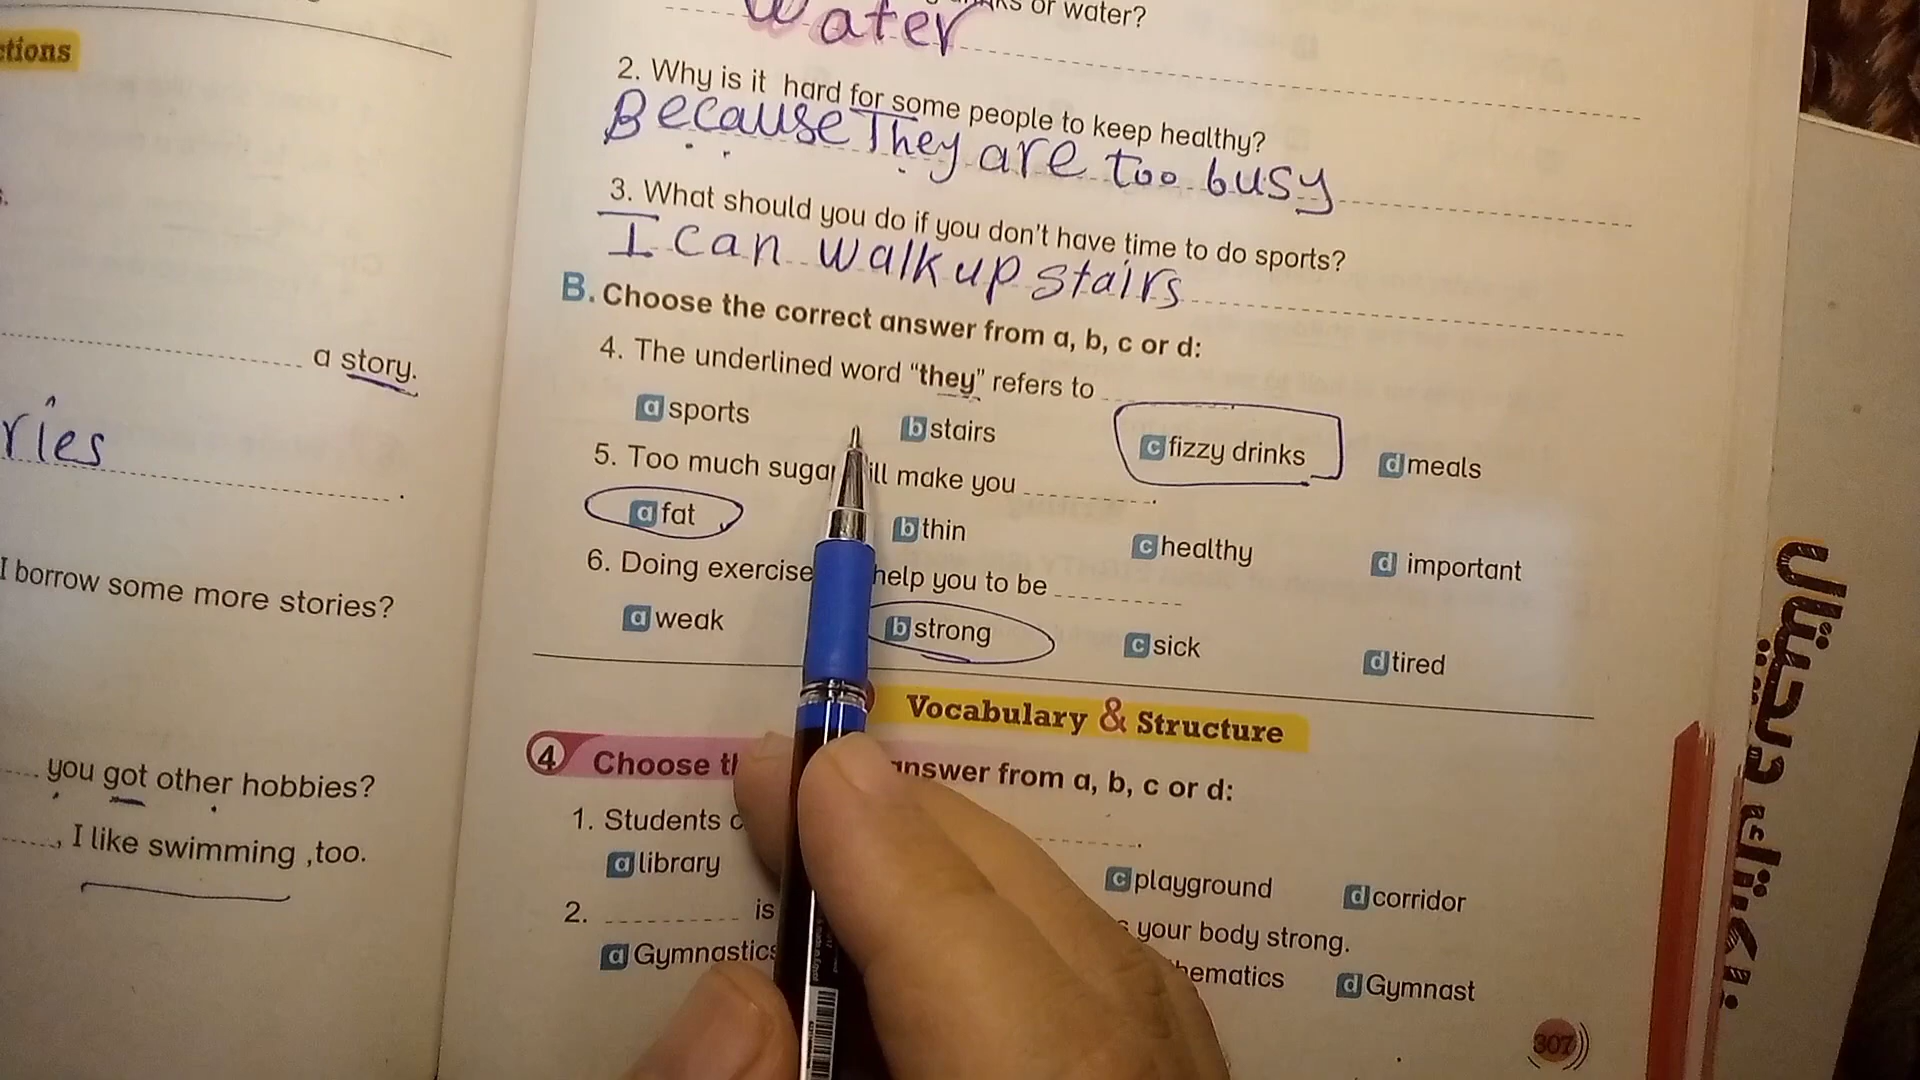 ctions
a story.
ries
I borrow some more stories?
you got other hobbies?
, I like swimming ,too.
or water?
Water
2. Why is it hard for some people to keep healthy?
Because They are too busy
3. What should you do if you don't have time to do sports?
I can walk up stairs
B. Choose the correct answer from a, b, c or d:
4. The underlined word "they" refers to
a sports b stairs c fizzy drinks d meals
5. Too much sugar ill make you
a fat b thin c healthy d important
6. Doing exercise help you to be
a weak b strong c sick d tired
Vocabulary & Structure
4 Choose answer from a, b, c or d:
1. Students
a library c playground d corridor
2. is your body strong.
a Gymnastics hematics d Gymnast
307